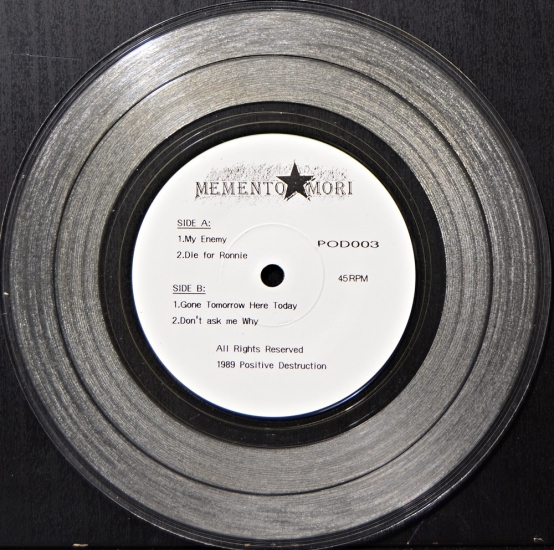 MEMENTO★MORI
SIDE A:
1.My Enemy
POD003
2.Die for Ronnie
45RPM
SIDE B:
1.Gone Tomorrow Here Today
2.Don't ask me Why
All Rights Reserved
1989 Positive Destruction